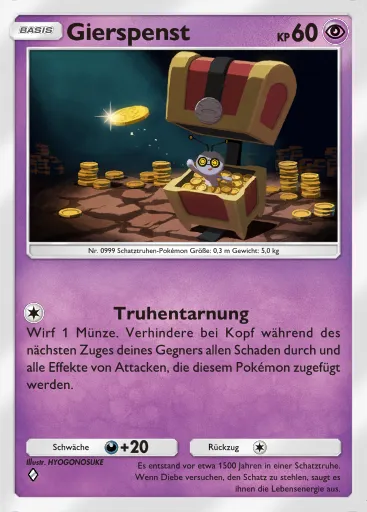 BASIS
Gierspenst
KP 60
Nr. 0999 Schatztruhen-Pokémon Größe: 0,3 m Gewicht: 5,0 kg
Truhentarnung
Wirf 1 Münze. Verhindere bei Kopf während des
nächsten Zuges deines Gegners allen Schaden durch und
alle Effekte von Attacken, die diesem Pokémon zugefügt
werden.
Schwäche +20 Rückzug
Illustr. HYOGONOSUKE
Es entstand vor etwa 1500 Jahren in einer Schatztruhe.
Wenn Diebe versuchen, den Schatz zu stehlen, saugt es
ihnen die Lebensenergie aus.